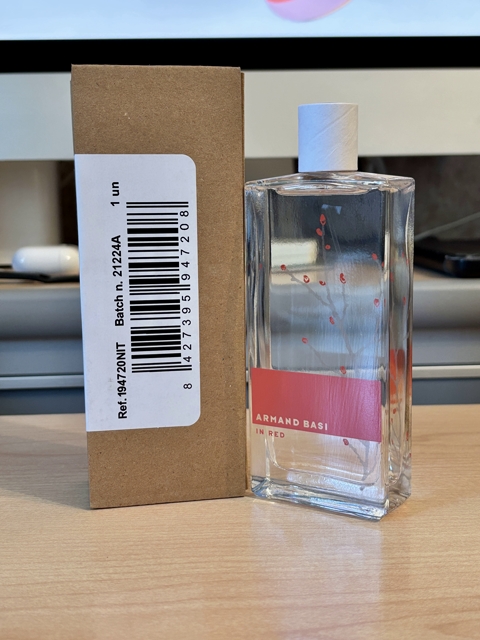 Ref.194720NIT Batch n. 21224A 1 un
8 427395 947208
ARMAND BASI
IN RED